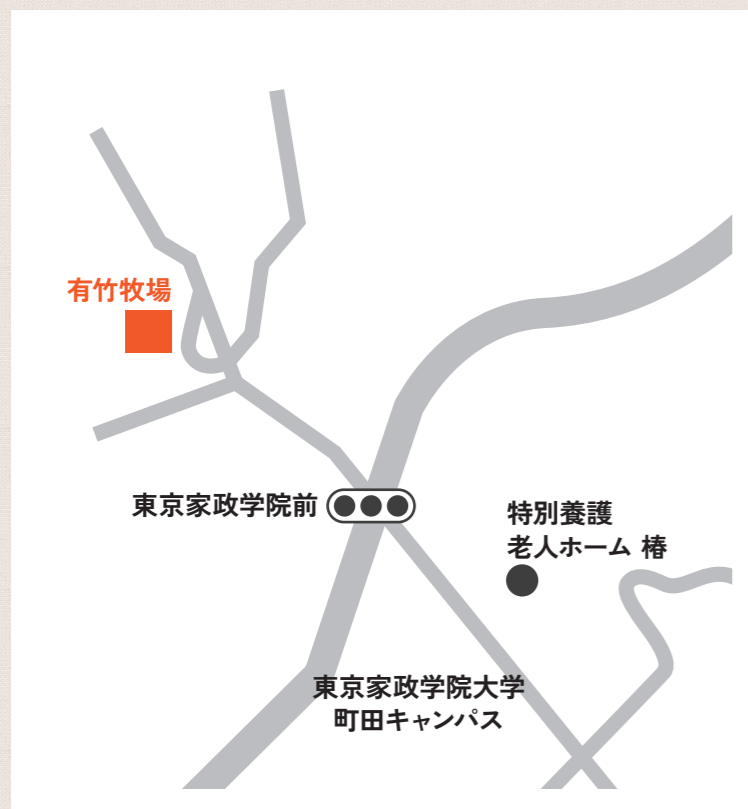 有竹牧場
東京家政学院前
特別養護
老人ホーム 椿
東京家政学院大学
町田キャンパス